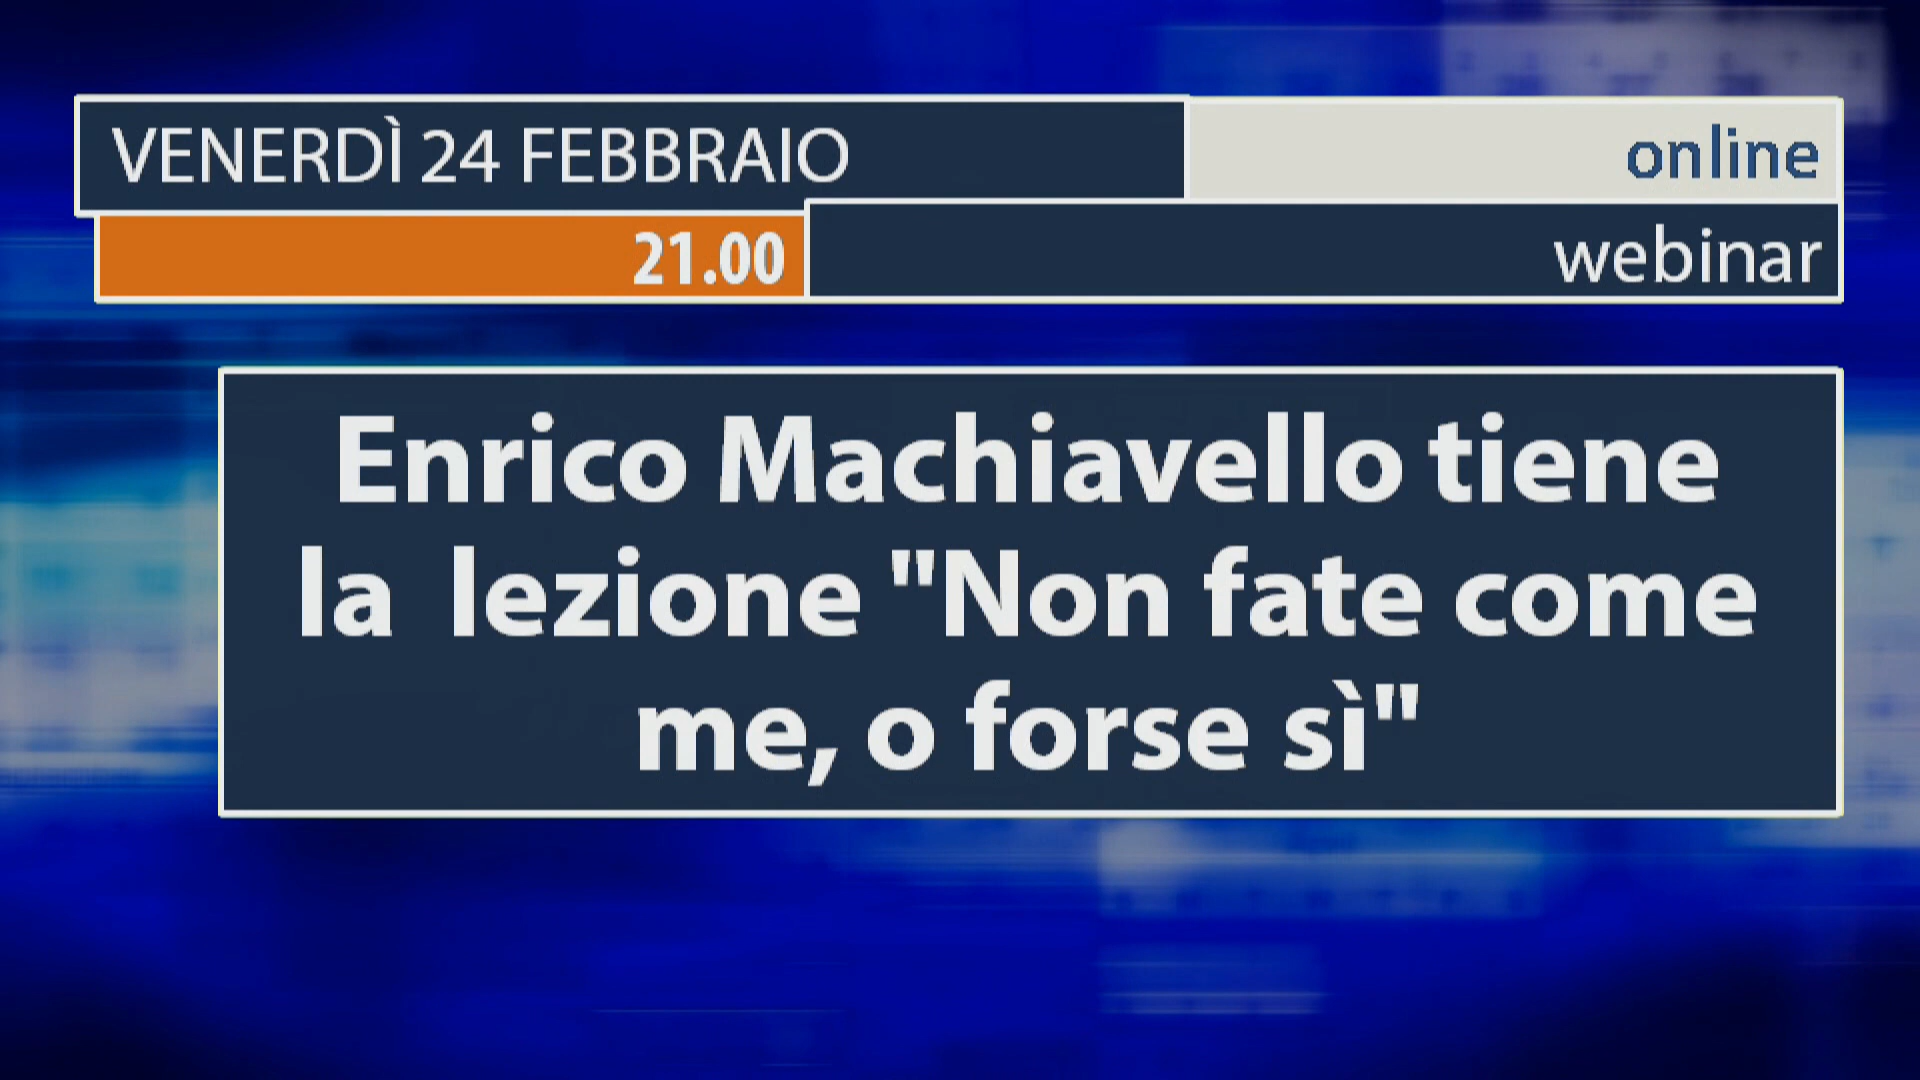 VENERDÌ 24 FEBBRAIO
online
21.00
webinar
Enrico Machiavello tiene
la  lezione "Non fate come
me, o forse sì"